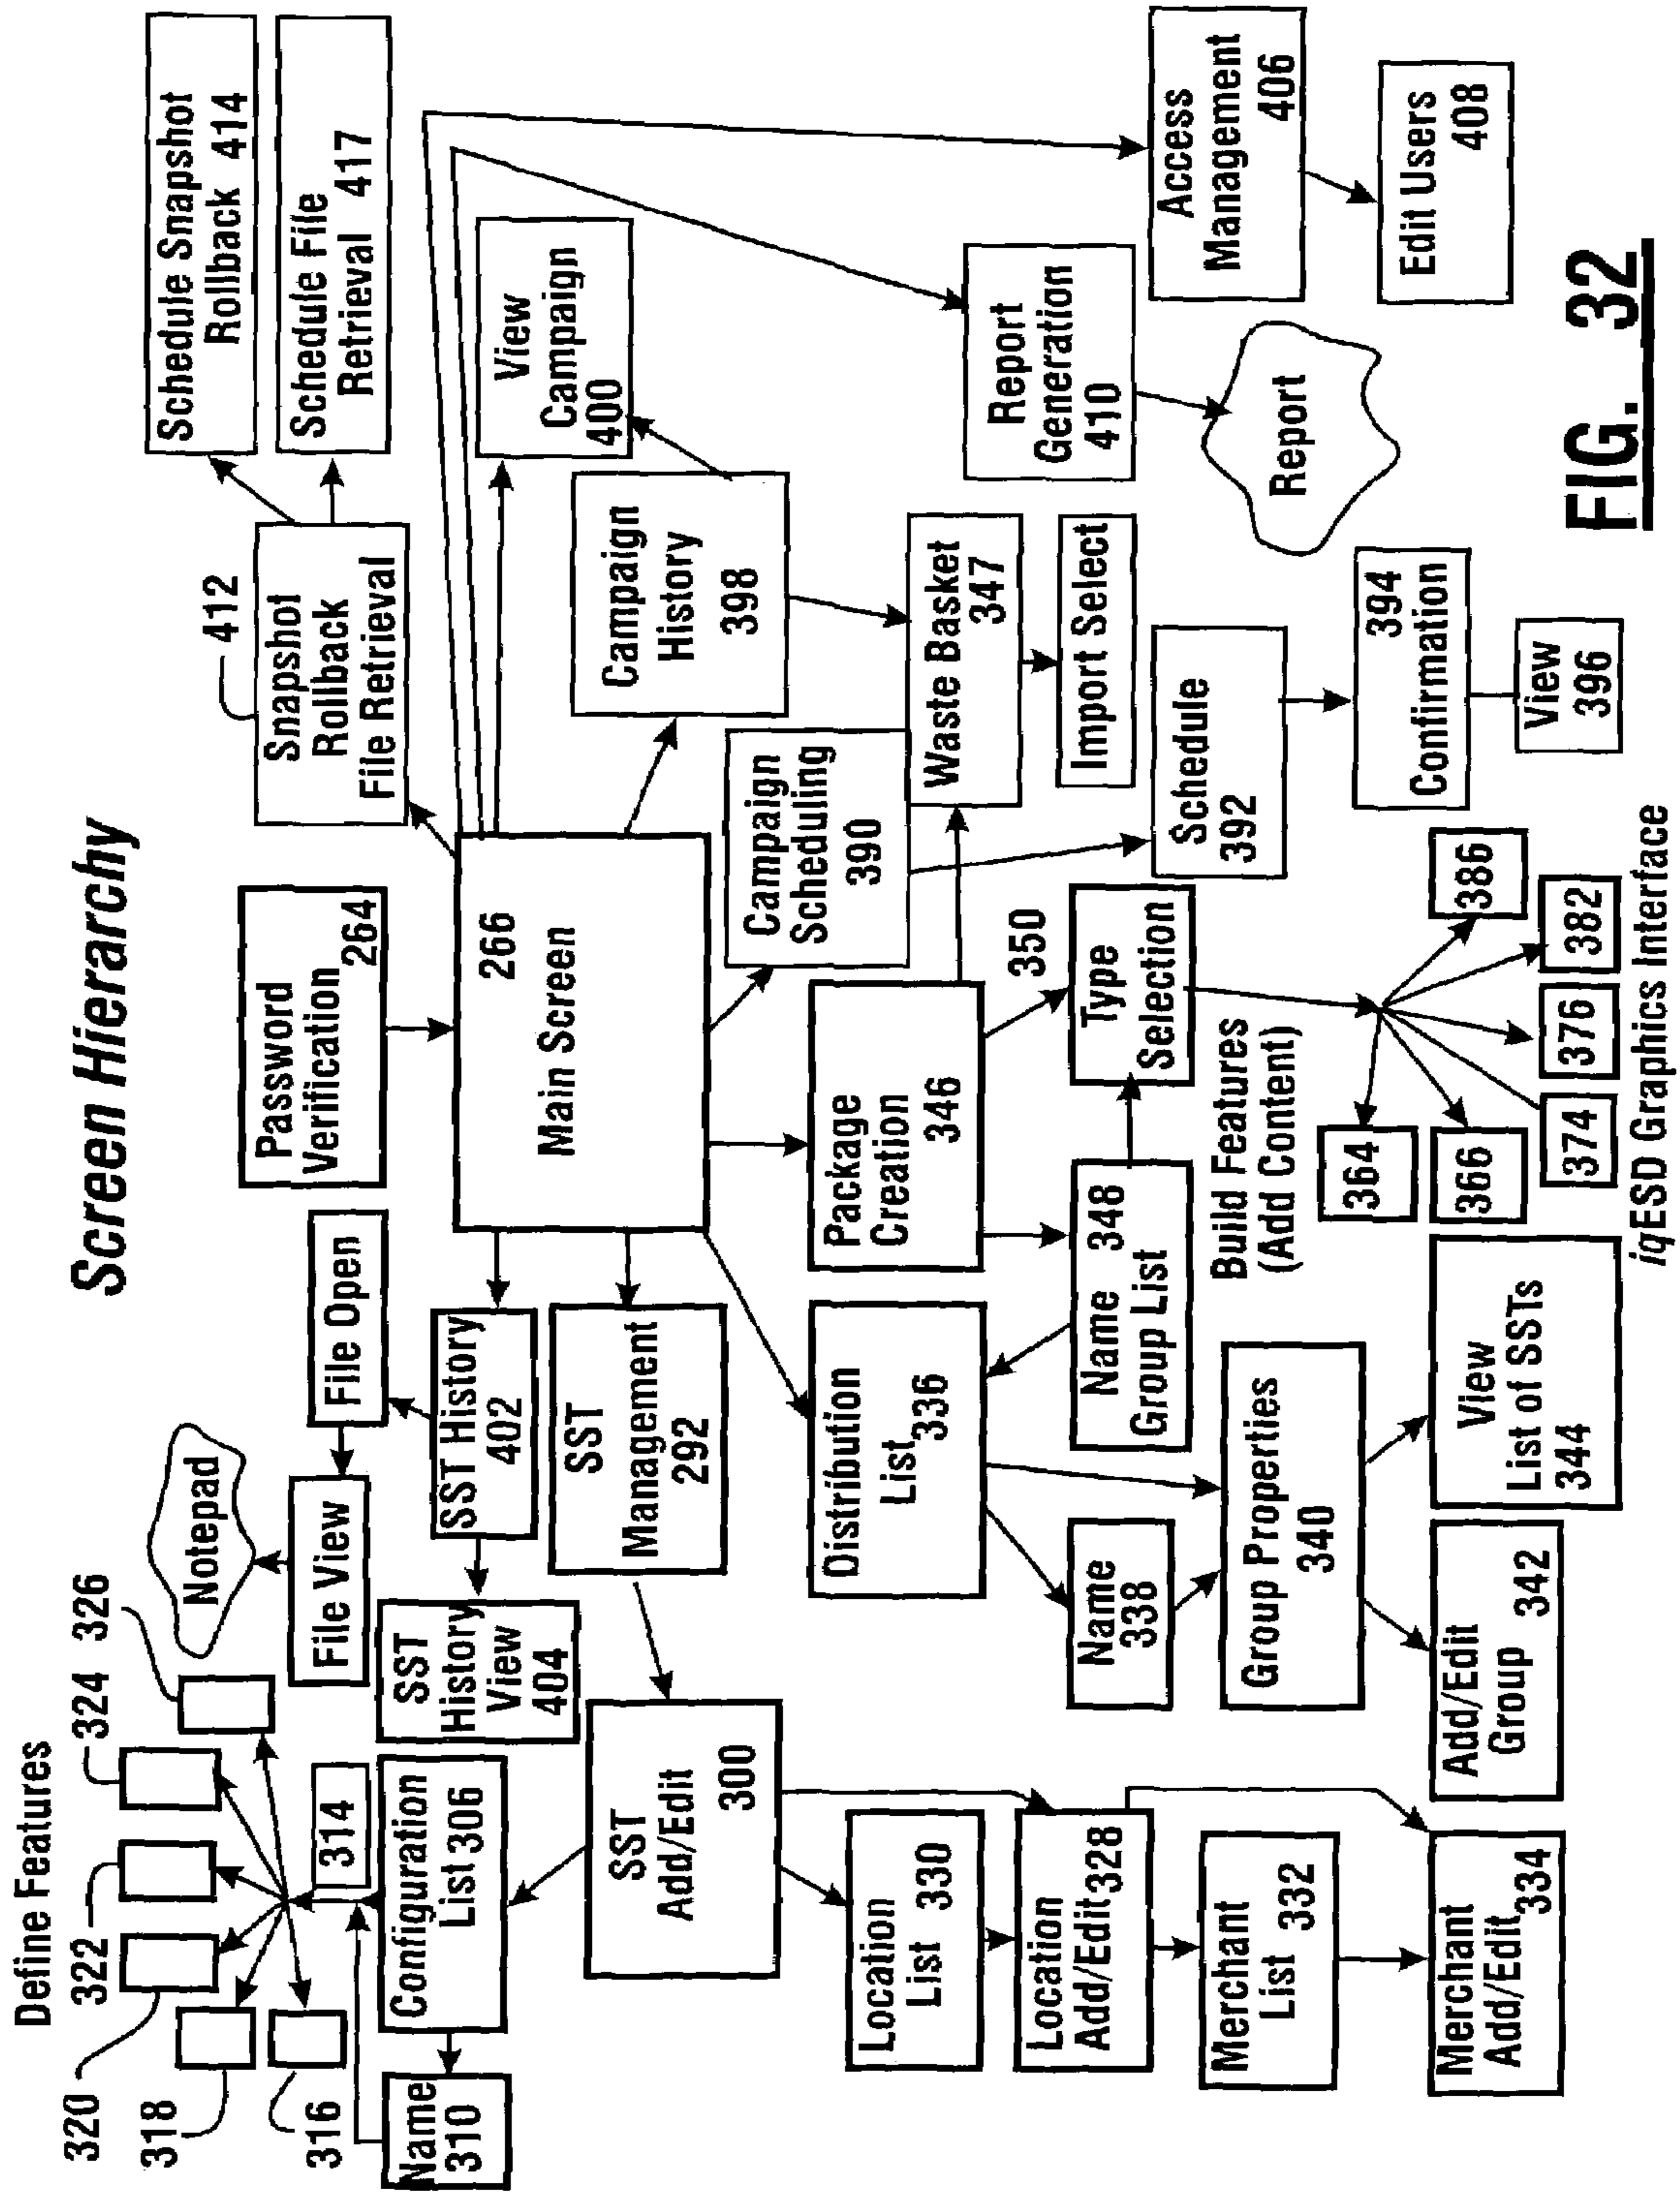 Screen Hierarchy
Define Features
320
322
324
326
318
316
314
Notepad
File View
File Open
Password
Verification
264
412
Snapshot
Rollback
File Retrieval
Schedule Snapshot
Rollback 414
Schedule File
Retrieval 417
Name
310
Configuration
List 306
SST
History
View
404
SST History
402
266
Main Screen
View
Campaign
400
SST
Add/Edit
300
SST
Management
292
Campaign
History
398
Campaign
Scheduling
390
Location
List 330
Distribution
List 336
Package
Creation
346
Waste Basket
347
Report
Generation
410
Location
Add/Edit 328
Name
338
Name 348
Group List
350
Type
Selection
Import Select
Access
Management
406
Merchant
List 332
Group Properties
340
Build Features
(Add Content)
Schedule
392
Report
364
366
374
376
382
386
394
Confirmation
Edit Users
408
Merchant
Add/Edit 334
Add/Edit
Group 342
View
List of SSTs
344
View
396
iqESD Graphics Interface
FIG. 32